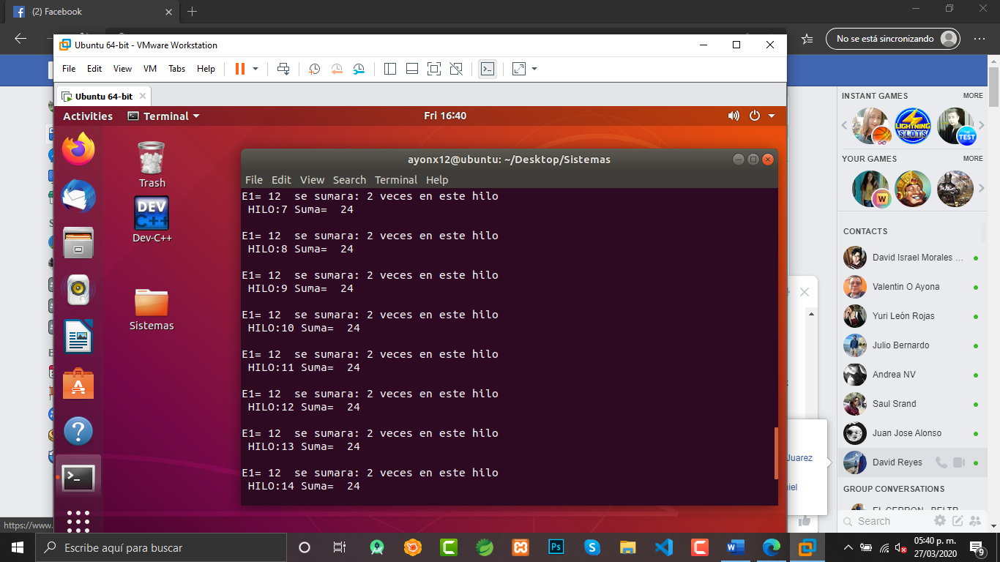 (2) Facebook
No se está sincronizando
Ubuntu 64-bit - VMware Workstation
File Edit View VM Tabs Help
Ubuntu 64-bit
Activities Terminal Fri 16:40
Trash
DEV
C++
Dev-C++
Sistemas
ayonx12@ubuntu: ~/Desktop/Sistemas
File Edit View Search Terminal Help
E1= 12  se sumara: 2 veces en este hilo
HILO:7 Suma=  24
E1= 12  se sumara: 2 veces en este hilo
HILO:8 Suma=  24
E1= 12  se sumara: 2 veces en este hilo
HILO:9 Suma=  24
E1= 12  se sumara: 2 veces en este hilo
HILO:10 Suma=  24
E1= 12  se sumara: 2 veces en este hilo
HILO:11 Suma=  24
E1= 12  se sumara: 2 veces en este hilo
HILO:12 Suma=  24
E1= 12  se sumara: 2 veces en este hilo
HILO:13 Suma=  24
E1= 12  se sumara: 2 veces en este hilo
HILO:14 Suma=  24
INSTANT GAMES MORE
LIGHTNING
SLOTS
THE
TEST
YOUR GAMES MORE
W
CONTACTS
David Israel Morales ...
Valentin O Ayona
Yuri León Rojas
Julio Bernardo
Andrea NV
Saul Srand
Juan Jose Alonso
David Reyes
Juarez
GROUP CONVERSATIONS
Search
https://www.
Escribe aquí para buscar
Ps
05:40 p. m.
27/03/2020
9